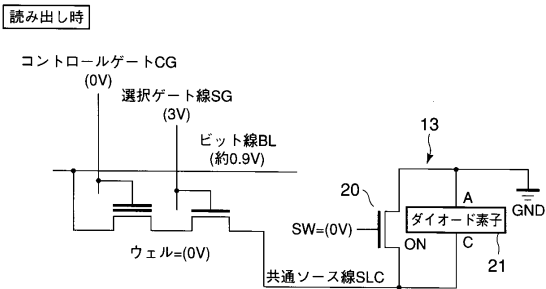 読み出し時
コントロールゲートCG
(0V)
選択ゲート線SG
(3V)
ビット線BL
(約0.9V)
13
20
A
GND
ダイオード素子
SW=(0V)
ON
C
21
ウェル=(0V)
共通ソース線SLC